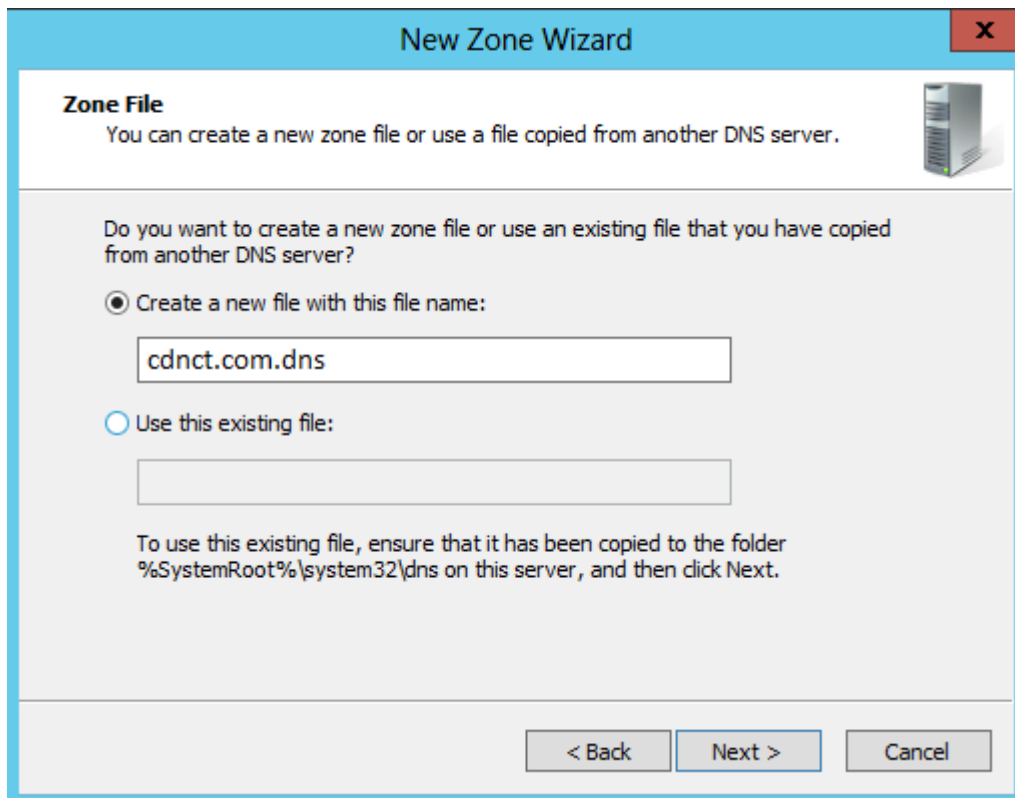 New Zone Wizard
x
Zone File
You can create a new zone file or use a file copied from another DNS server.
Do you want to create a new zone file or use an existing file that you have copied
from another DNS server?
Create a new file with this file name:
cdnct.com.dns
Use this existing file:
To use this existing file, ensure that it has been copied to the folder
%SystemRoot%\system32\dns on this server, and then click Next.
< Back
Next >
Cancel